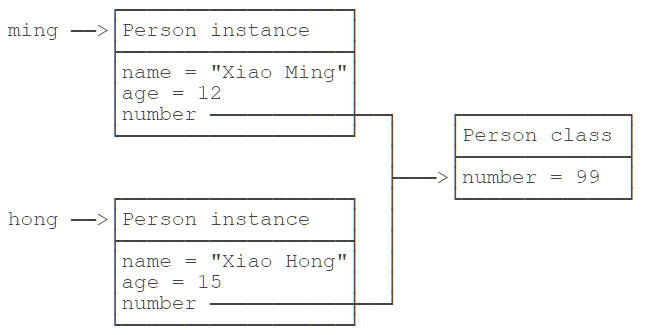 ming
Person instance
name = "Xiao Ming"
age = 12
number
Person class
number = 99
hong
Person instance
name = "Xiao Hong"
age = 15
number